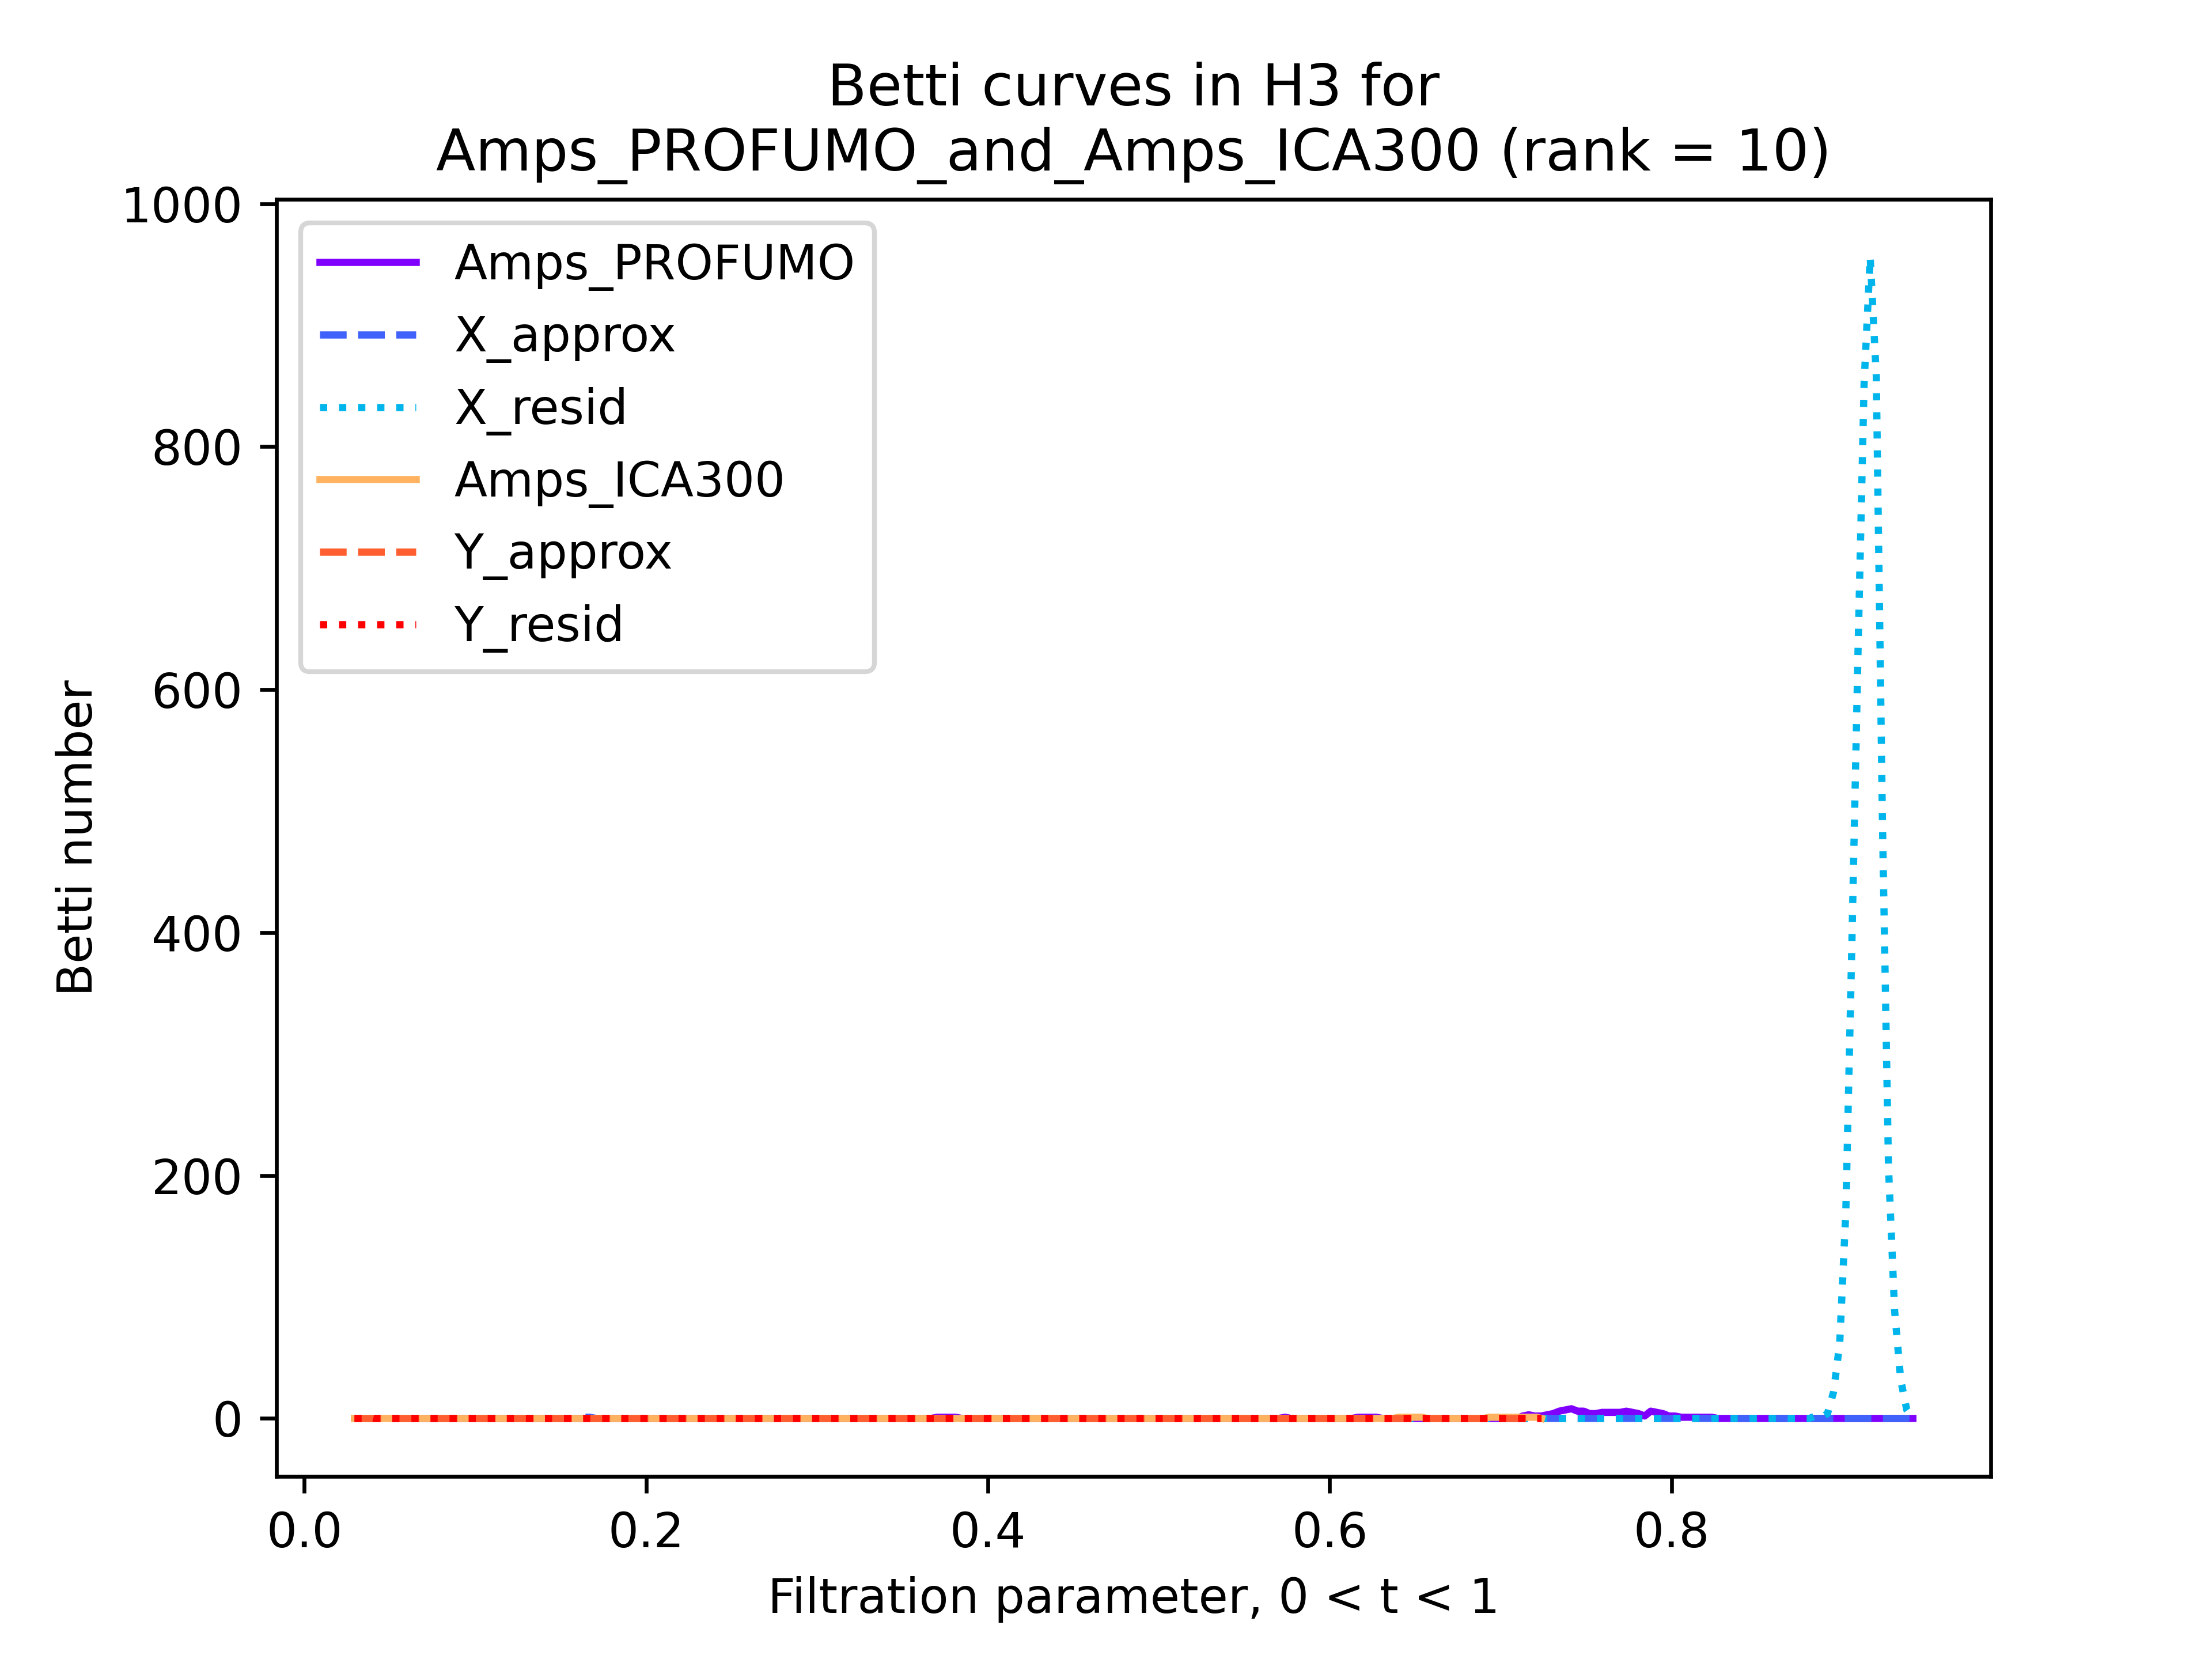 Betti curves in H3 for
Amps_PROFUMO_and_Amps_ICA300 (rank = 10)
1000
800
600
400
200
0
Betti number
Amps_PROFUMO
X_approx
X_resid
Amps_ICA300
Y_approx
Y_resid
0.0 0.2 0.4 0.6 0.8
Filtration parameter, 0 < t < 1